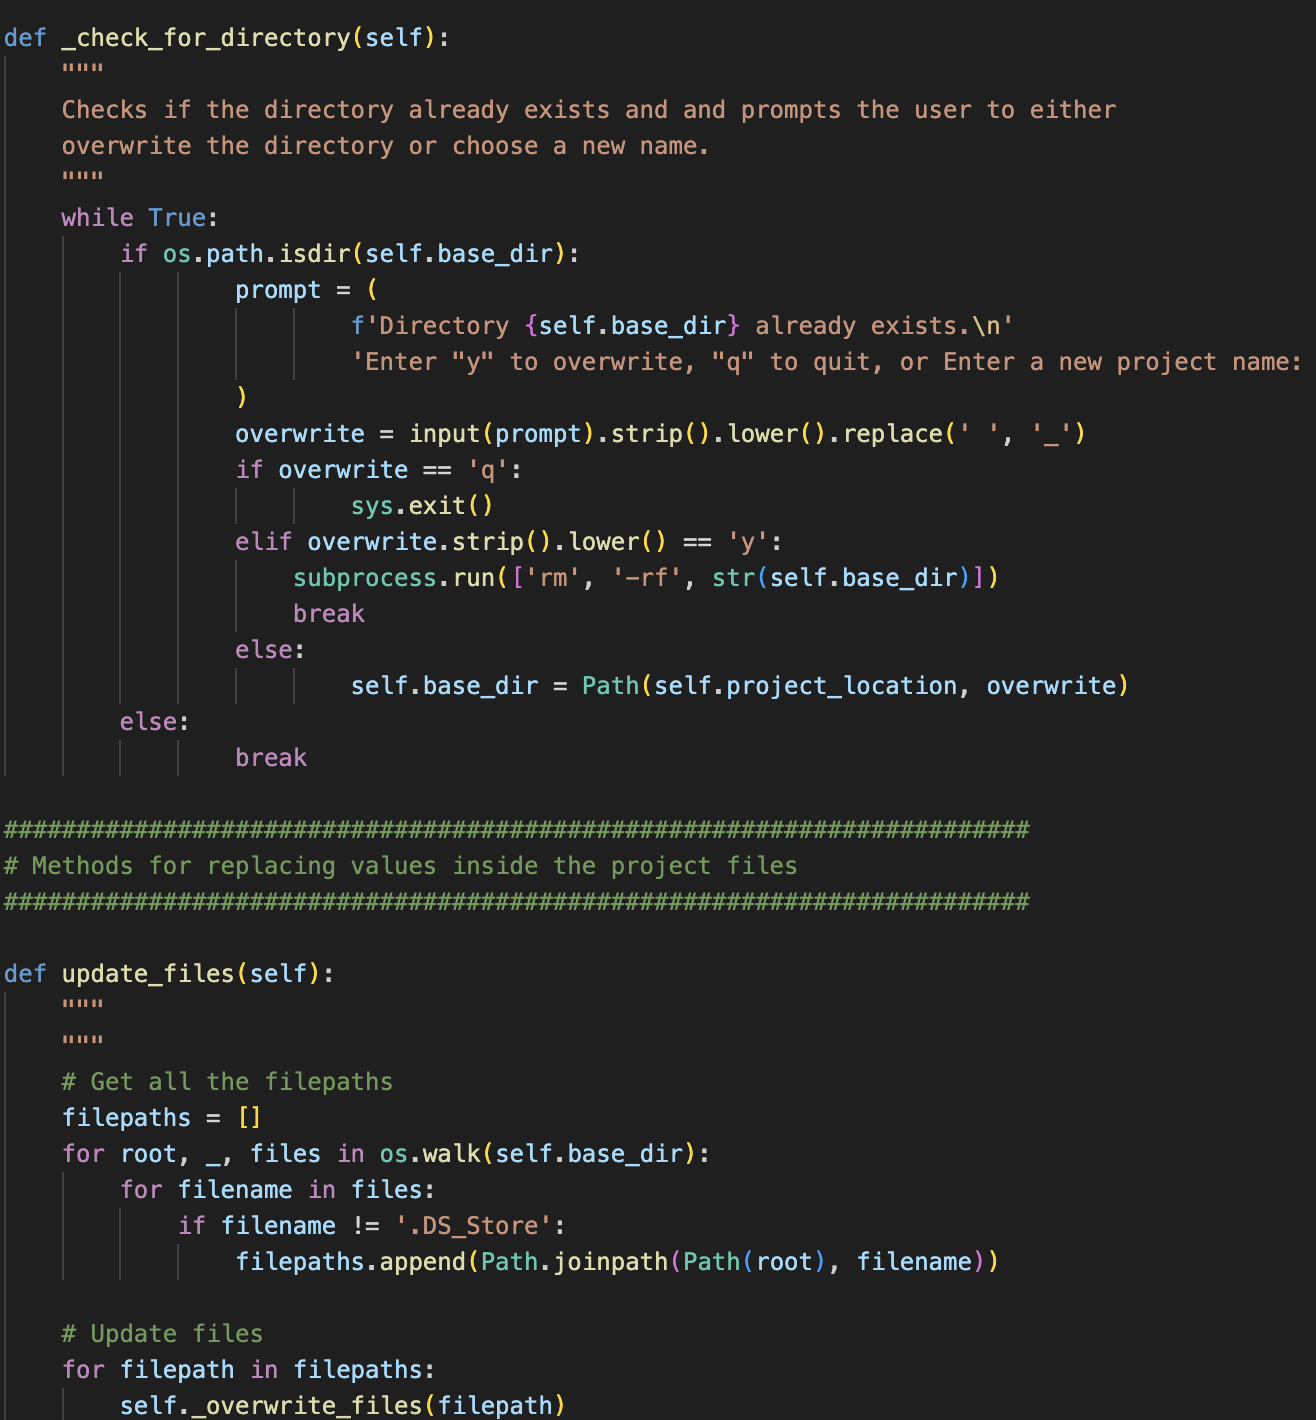 def _check_for_directory(self):
    """
    Checks if the directory already exists and and prompts the user to either
    overwrite the directory or choose a new name.
    """
    while True:
        if os.path.isdir(self.base_dir):
                prompt = (
                        f'Directory {self.base_dir} already exists.\n'
                        'Enter "y" to overwrite, "q" to quit, or Enter a new project name:
                )
                overwrite = input(prompt).strip().lower().replace(' ', '_')
                if overwrite == 'q':
                        sys.exit()
                elif overwrite.strip().lower() == 'y':
                    subprocess.run(['rm', '-rf', str(self.base_dir)])
                    break
                else:
                        self.base_dir = Path(self.project_location, overwrite)
        else:
                break

#######################################################################
# Methods for replacing values inside the project files
#######################################################################

def update_files(self):
    """
    """
    # Get all the filepaths
    filepaths = []
    for root, _, files in os.walk(self.base_dir):
        for filename in files:
            if filename != '.DS_Store':
                filepaths.append(Path.joinpath(Path(root), filename))

    # Update files
    for filepath in filepaths:
        self._overwrite_files(filepath)